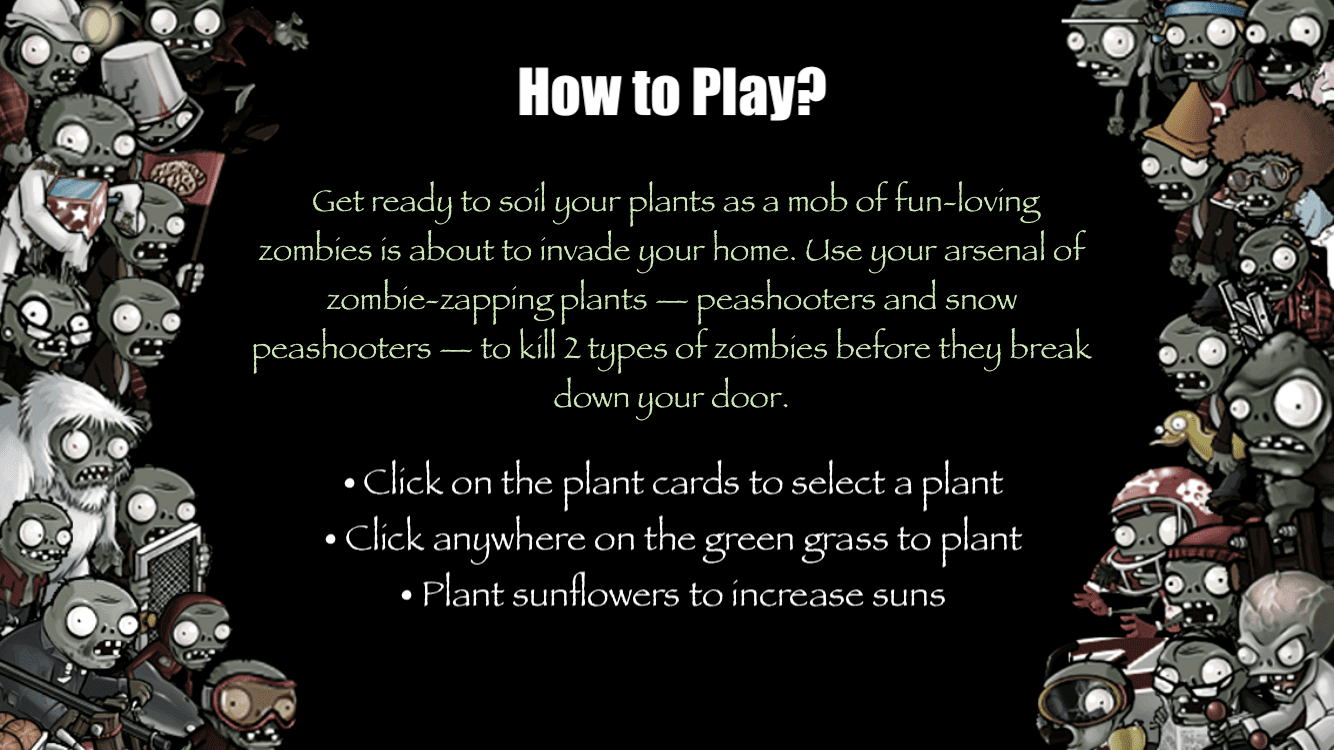 How to Play?
Get ready to soil your plants as a mob of fun-loving
zombies is about to invade your home. Use your arsenal of
zombie-zapping plants — peashooters and snow
peashooters — to kill 2 types of zombies before they break
down your door.
• Click on the plant cards to select a plant
• Click anywhere on the green grass to plant
• Plant sunflowers to increase suns